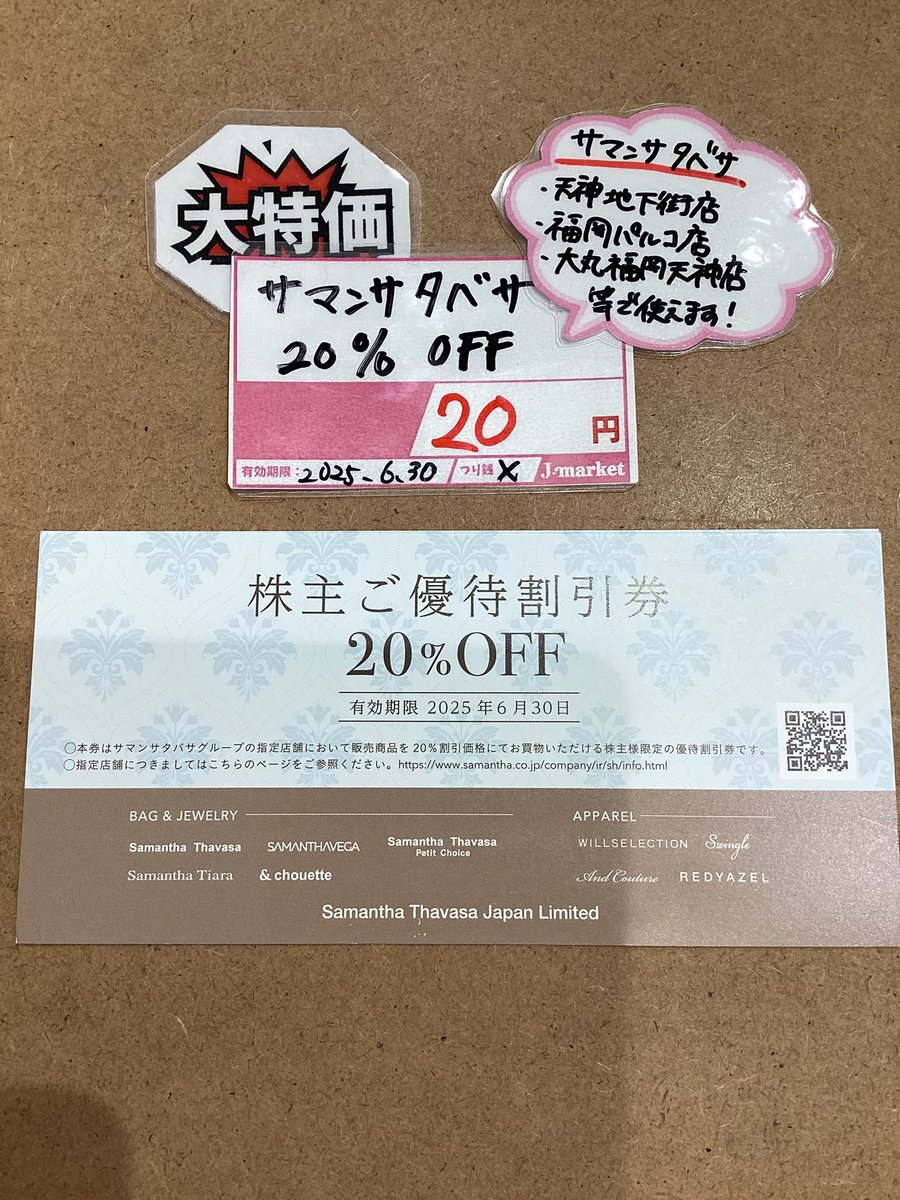 大特価
サマンサタベサ
・天神地下街店
・福岡パルコ店
・大丸福岡天神店
等で使えます!
サマンサタベサ
20% OFF
20 円
有効期限:2025.6.30 つり銭 × J・market
株主ご優待割引券
20%OFF
有効期限 2025年6月30日
○本券はサマンサタバサグループの指定店舗において販売商品を20%割引価格にてお買物いただける株主様限定の優待割引券です。
○指定店舗につきましてはこちらのページをご参照ください。https://www.samantha.co.jp/company/ir/sh/info.html
BAG & JEWELRY
Samantha Thavasa SAMANTHAVEGA Samantha Thavasa
Petit Choice
Samantha Tiara & chouette
APPAREL
WILLSELECTION Swingle
And Couture REDYAZEL
Samantha Thavasa Japan Limited